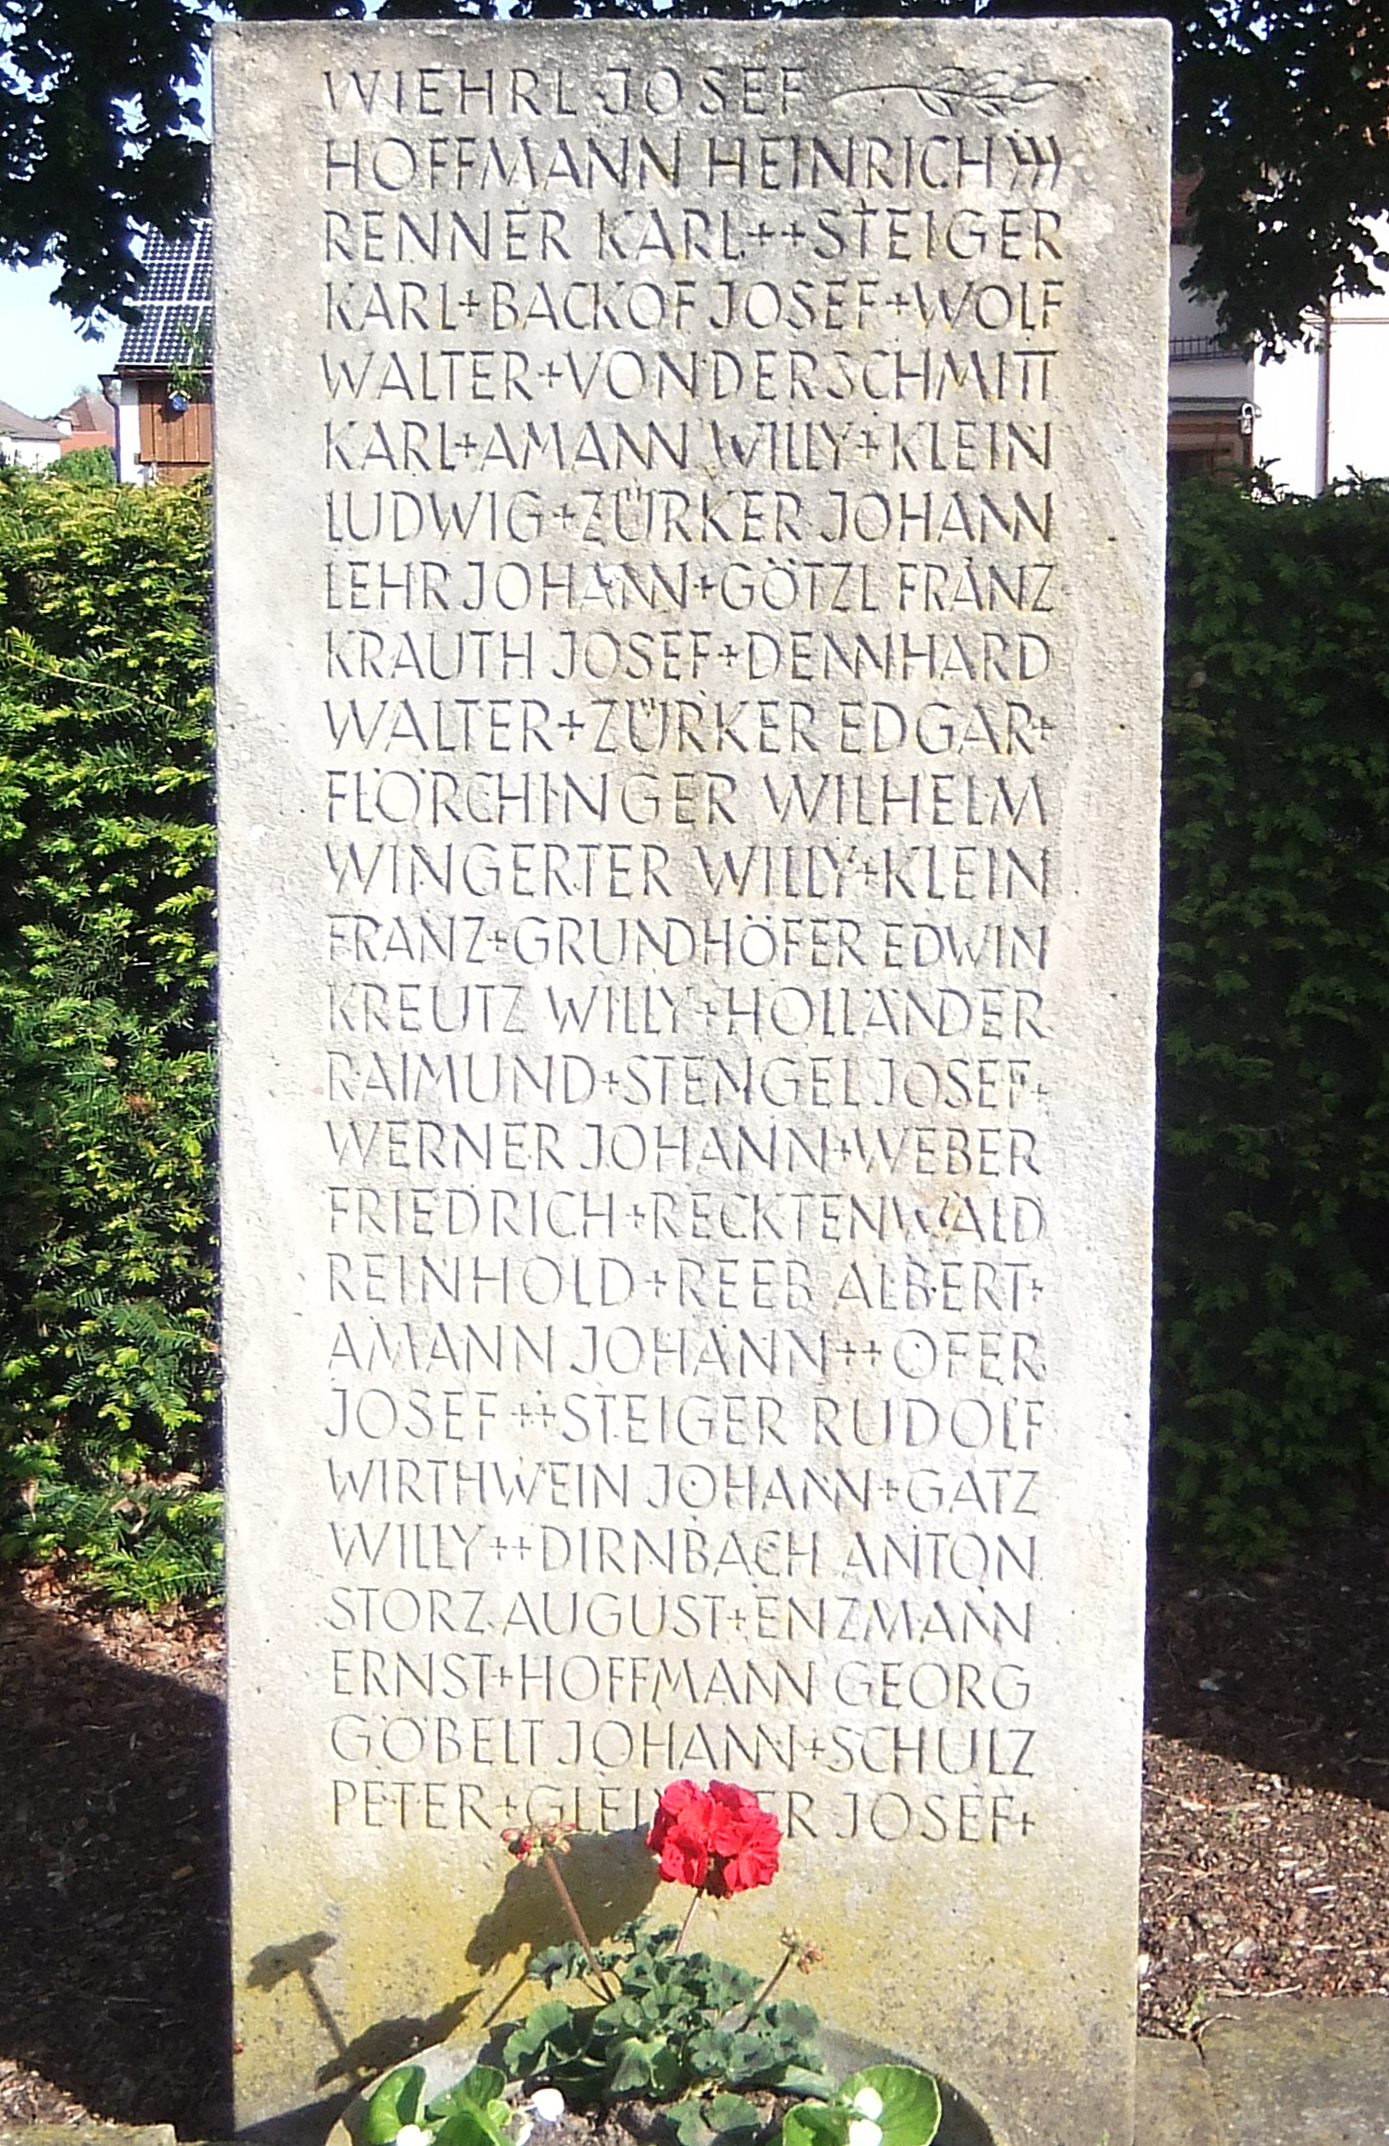 WIEHRL JOSEF
HOFFMANN HEINRICH
RENNER KARL++STEIGER
KARL+BACKOF JOSEF+WOLF
WALTER+VONDERSCHMITT
KARL+AMANN WILLY+KLEIN
LUDWIG+ZÜRKER JOHANN
LEHR JOHANN+GÖTZL FRANZ
KRAUTH JOSEF+DENNHARD
WALTER+ZÜRKER EDGAR+
FLÖRCHINGER WILHELM
WINGERTER WILLY+KLEIN
FRANZ+GRUNDHÖFER EDWIN
KREUTZ WILLY+HOLLÄNDER
RAIMUND+STENGEL JOSEF+
WERNER JOHANN+WEBER
FRIEDRICH+RECKTENWALD
REINHOLD+REEB ALBERT+
AMANN JOHANN++OFER
JOSEF++STEIGER RUDOLF
WIRTHWEIN JOHANN+GATZ
WILLY++DIRNBACH ANTON
STORZ AUGUST+ENZMANN
ERNST+HOFFMANN GEORG
GÖBELT JOHANN+SCHULZ
PETER+ JOSEF+